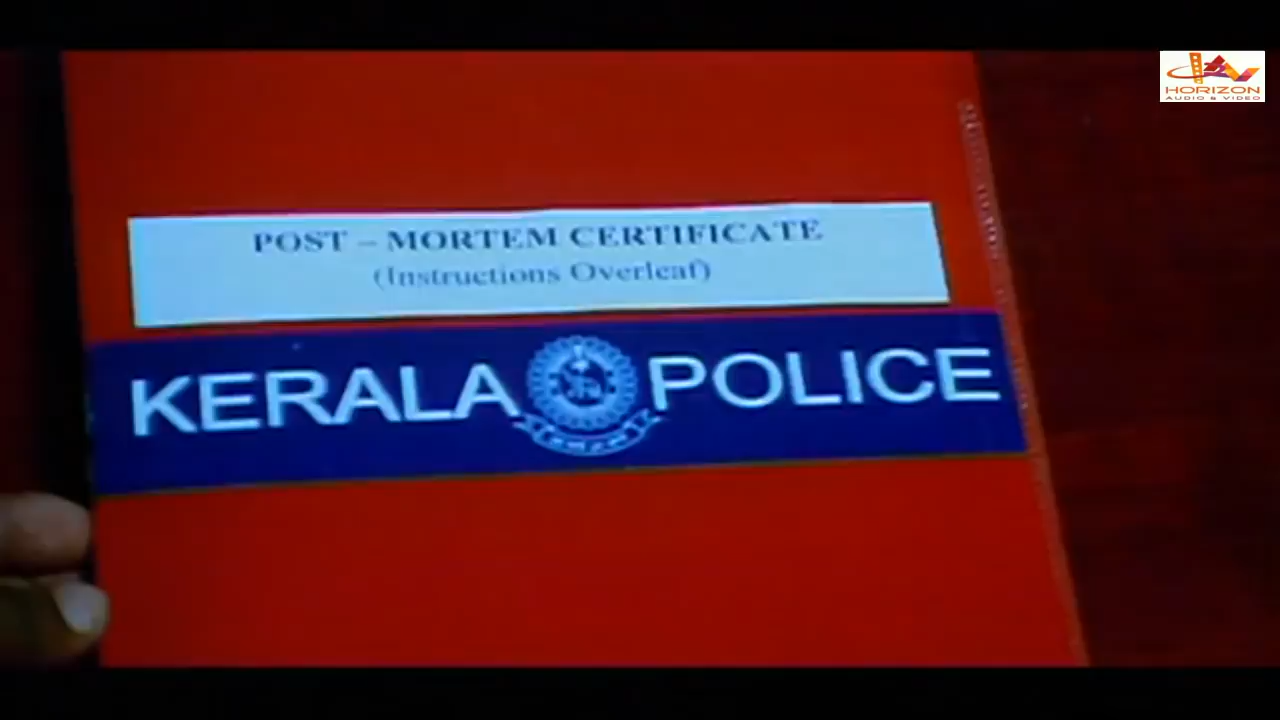 HORIZON
AUDIO & VIDEO
POST – MORTEM CERTIFICATE
(Instructions Overleaf)
KERALA POLICE